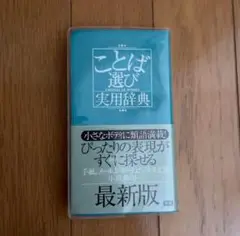 ことば
選び
実用辞典
小さなボディに類語満載!
ぴったりの表現が
すぐに探せる
最新版